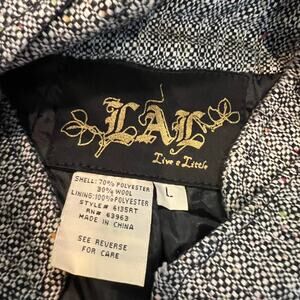 LAL
Live a Little
SHELL: 70% POLYESTER
30% WOOL
LINING: 100% POLYESTER
STYLE# 6135RT
RN# 63963
MADE IN CHINA
SEE REVERSE
FOR CARE
L